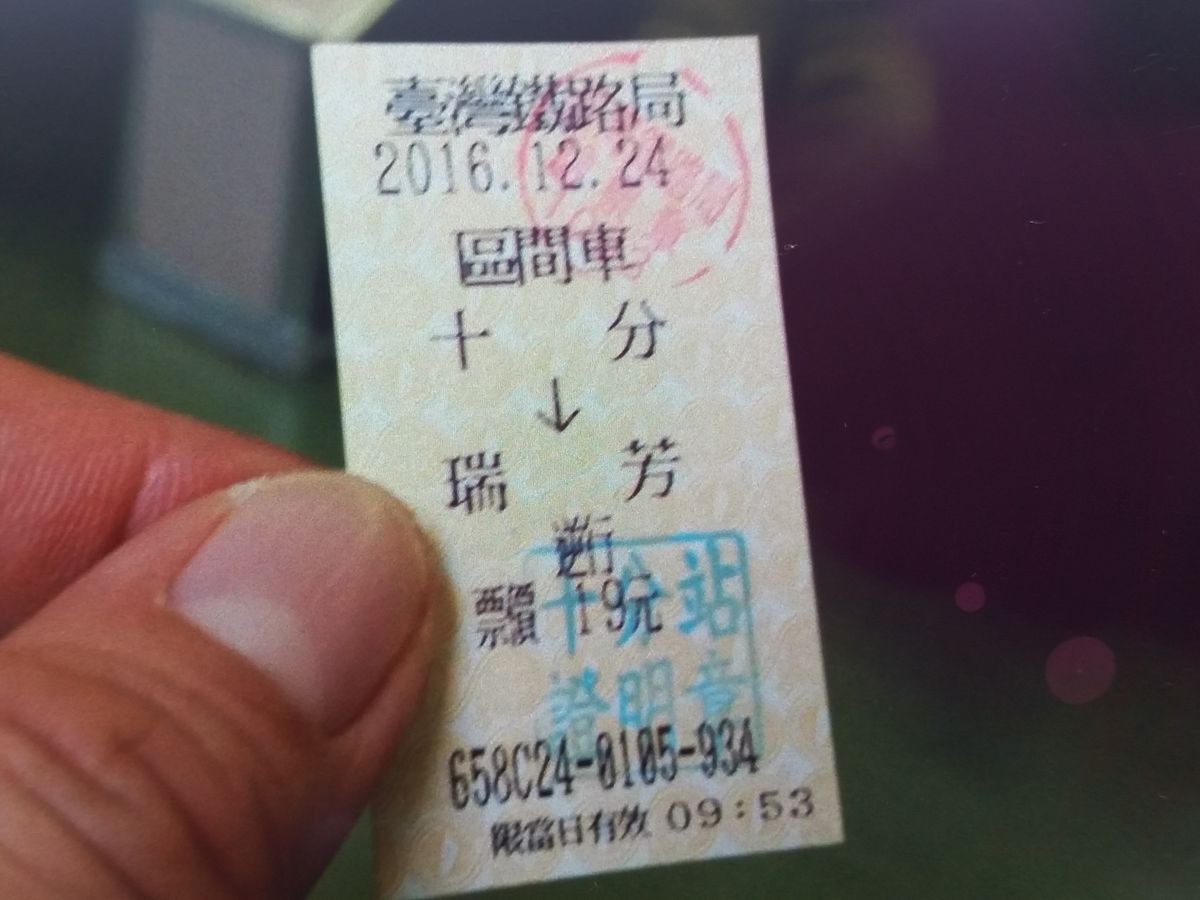 臺灣鐵路局
2016.12.24
區間車
十 分
↓
瑞 芳
票價 19元
十分站
證明章
658C24-0105-934
限當日有效 09:53